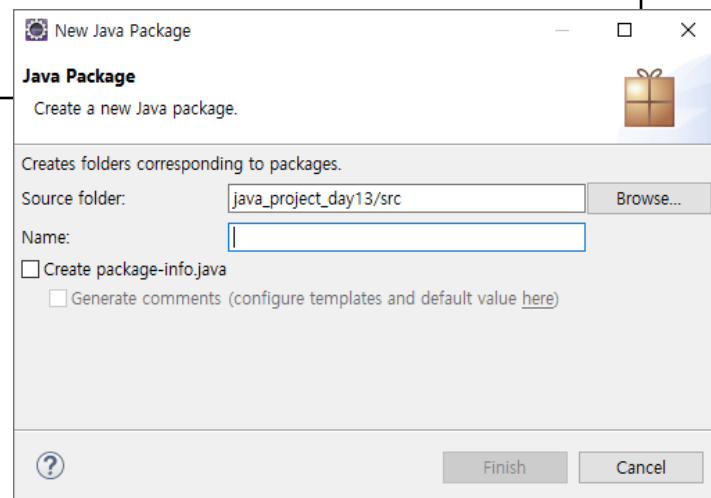 New Java Package
Java Package
Create a new Java package.
Creates folders corresponding to packages.
Source folder: java_project_day13/src Browse...
Name:
Create package-info.java
Generate comments (configure templates and default value here)
? Finish Cancel